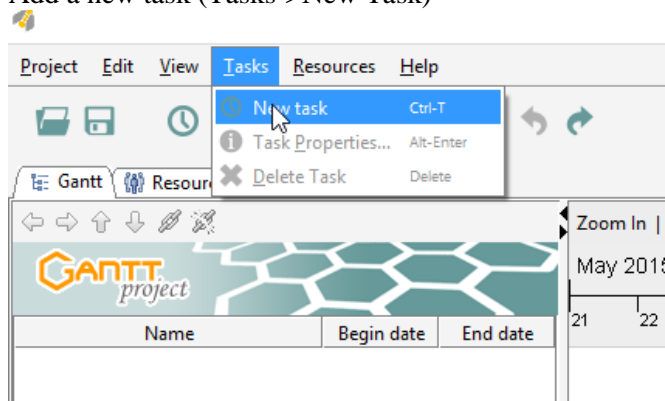 Add a new task (Tasks > New Task)
Project Edit View Tasks Resources Help
New task Ctrl-T
Task Properties... Alt-Enter
Delete Task Delete
Gantt
Zoom In |
GANTT
project
May 2015
Name Begin date End date
21 22